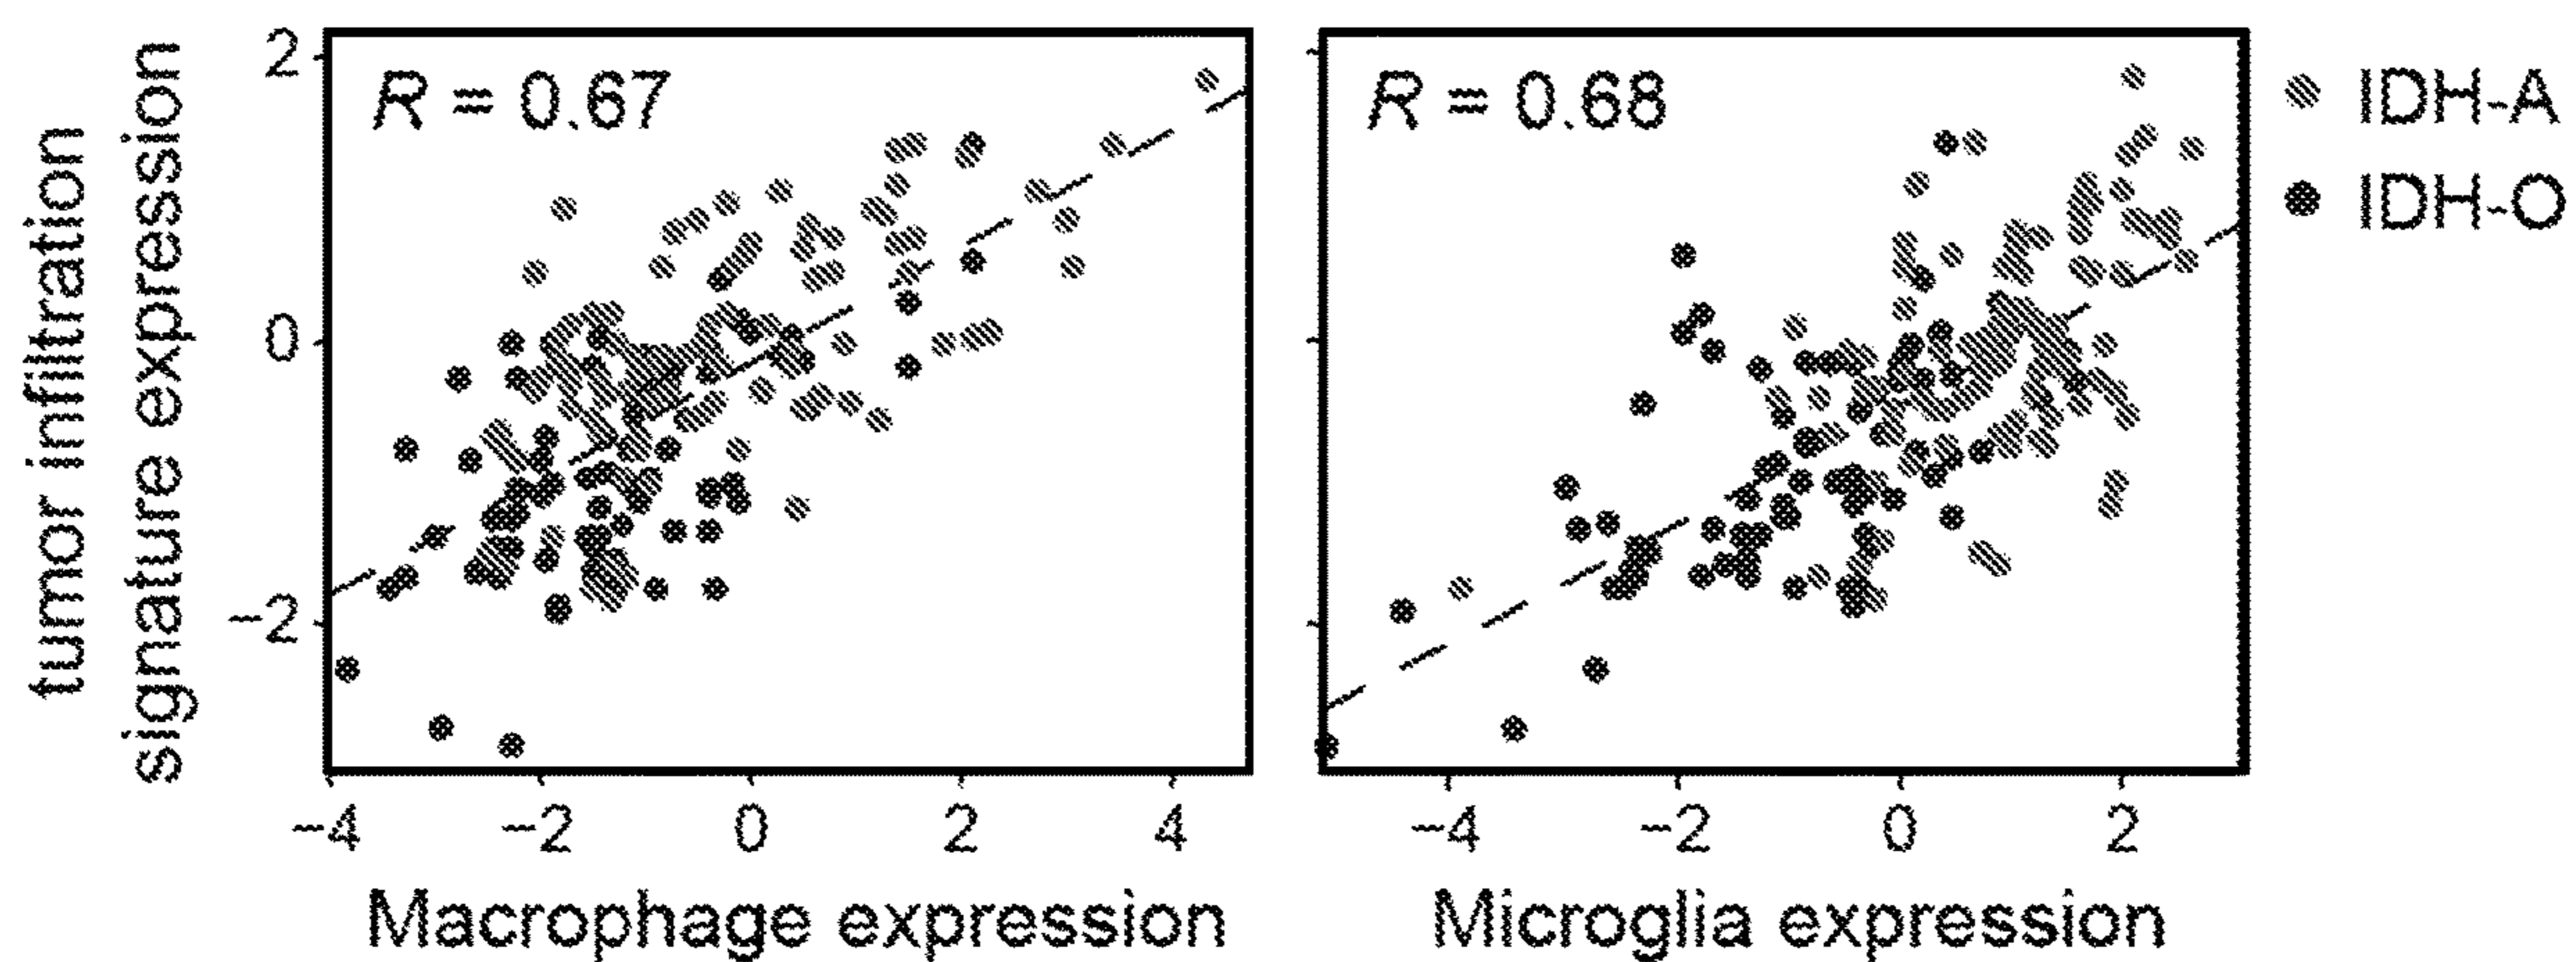 tumor infiltration
signature expression
2
0
−2
R = 0.67
−4 −2 0 2 4
Macrophage expression
R = 0.68
−4 −2 0 2
Microglia expression
IDH-A
IDH-O